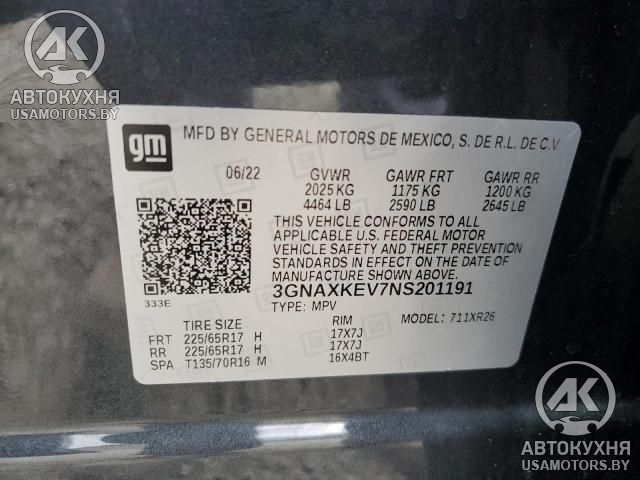 AK
АВТОКУХНЯ
USAMOTORS.BY
AK
АВТОКУХНЯ
USAMOTORS.BY
gm
MFD BY GENERAL MOTORS DE MEXICO, S. DE R.L. DE C.V.
06/22 GVWR GAWR FRT GAWR RR
2025 KG 1175 KG 1200 KG
4464 LB 2590 LB 2645 LB
THIS VEHICLE CONFORMS TO ALL
APPLICABLE U.S. FEDERAL MOTOR
VEHICLE SAFETY AND THEFT PREVENTION
STANDARDS IN EFFECT ON THE DATE OF
MANUFACTURE SHOWN ABOVE.
333E
3GNAXKEV7NS201191
TYPE: MPV MODEL: 711XR26
TIRE SIZE RIM
FRT 225/65R17 H 17X7J
RR 225/65R17 H 17X7J
SPA T135/70R16 M 16X4BT
AK
АВТОКУХНЯ
USAMOTORS.BY